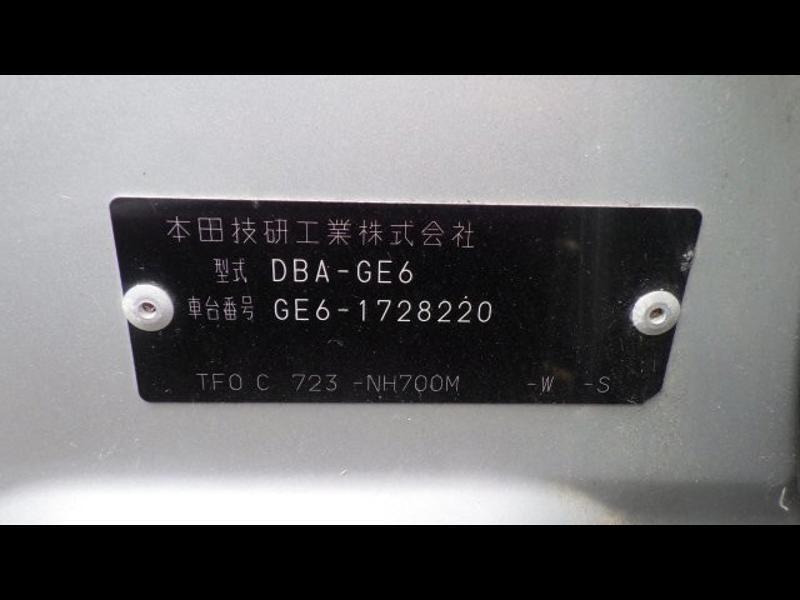 本田技研工業株式会社
型式 DBA-GE6
車台番号 GE6-1728220
TF0 C 723 -NH700M -W -S